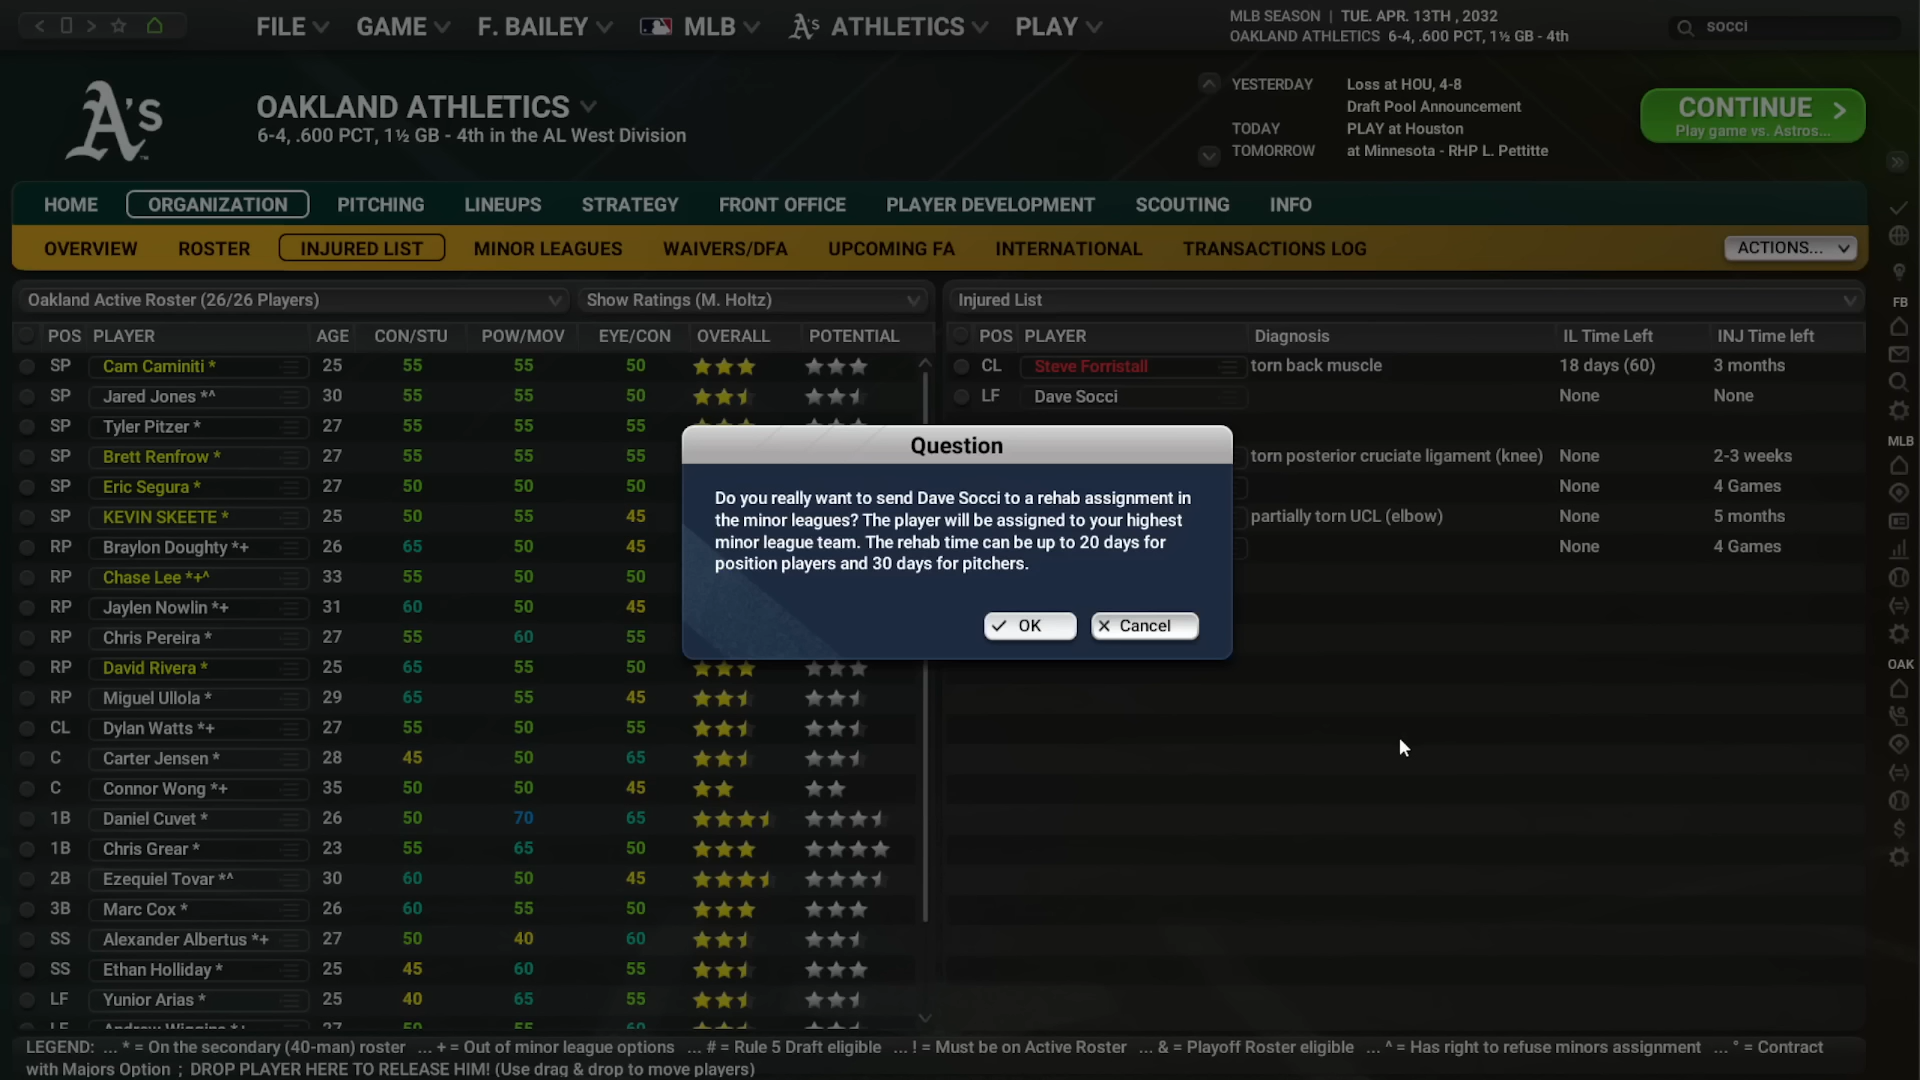 FILE GAME F. BAILEY MLB ATHLETICS PLAY
MLB SEASON | TUE. APR. 13TH , 2032
OAKLAND ATHLETICS 6-4, .600 PCT, 1½ GB - 4th
socci
A's
OAKLAND ATHLETICS
6-4, .600 PCT, 1½ GB - 4th in the AL West Division
YESTERDAY Loss at HOU, 4-8
Draft Pool Announcement
TODAY PLAY at Houston
TOMORROW at Minnesota - RHP L. Pettitte
CONTINUE
Play game vs. Astros...
HOME ORGANIZATION PITCHING LINEUPS STRATEGY FRONT OFFICE PLAYER DEVELOPMENT SCOUTING INFO
OVERVIEW ROSTER INJURED LIST MINOR LEAGUES WAIVERS/DFA UPCOMING FA INTERNATIONAL TRANSACTIONS LOG ACTIONS...
Oakland Active Roster (26/26 Players) Show Ratings (M. Holtz)
POS PLAYER AGE CON/STU POW/MOV EYE/CON OVERALL POTENTIAL
SP Cam Caminiti * 25 55 55 50
SP Jared Jones *^ 30 55 55 50
SP Tyler Pitzer * 27 55 55 55
SP Brett Renfrow * 27 55 55 55
SP Eric Segura * 27 50 50 50
SP KEVIN SKEETE * 25 50 55 45
RP Braylon Doughty *+ 26 65 50 45
RP Chase Lee *+^ 33 55 50 50
RP Jaylen Nowlin *+ 31 60 50 45
RP Chris Pereira * 27 55 60 55
RP David Rivera * 25 65 55 50
RP Miguel Ullola * 29 65 55 45
CL Dylan Watts *+ 27 55 50 55
C Carter Jensen * 28 45 50 65
C Connor Wong *+ 35 50 50 45
1B Daniel Cuvet * 26 50 70 65
1B Chris Grear * 23 55 65 50
2B Ezequiel Tovar *^ 30 60 50 45
3B Marc Cox * 26 60 55 50
SS Alexander Albertus *+ 27 50 40 60
SS Ethan Holliday * 25 45 60 55
LF Yunior Arias * 25 40 65 55
Injured List
POS PLAYER Diagnosis IL Time Left INJ Time left
CL Steve Forristall torn back muscle 18 days (60) 3 months
LF Dave Socci None None
torn posterior cruciate ligament (knee) None 2-3 weeks
None 4 Games
partially torn UCL (elbow) None 5 months
None 4 Games
Question
Do you really want to send Dave Socci to a rehab assignment in
the minor leagues? The player will be assigned to your highest
minor league team. The rehab time can be up to 20 days for
position players and 30 days for pitchers.
OK Cancel
FB
MLB
OAK
LEGEND: ... * = On the secondary (40-man) roster ... + = Out of minor league options ... # = Rule 5 Draft eligible ... ! = Must be on Active Roster ... & = Playoff Roster eligible ... ^ = Has right to refuse minors assignment ... ° = Contract
with Majors Option ; DROP PLAYER HERE TO RELEASE HIM! (Use drag & drop to move players)